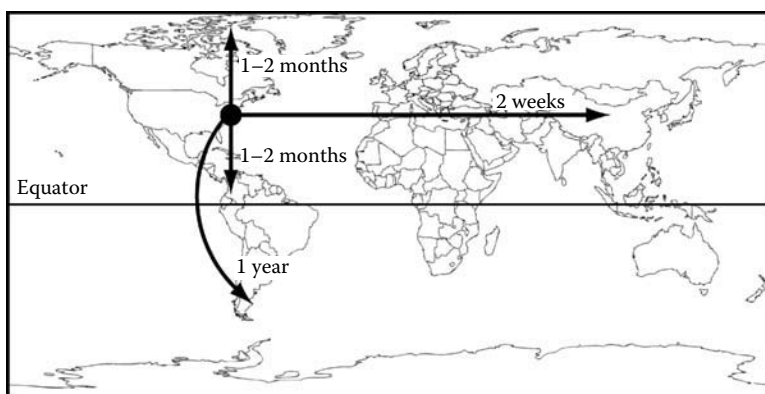 1–2 months
2 weeks
1–2 months
Equator
1 year